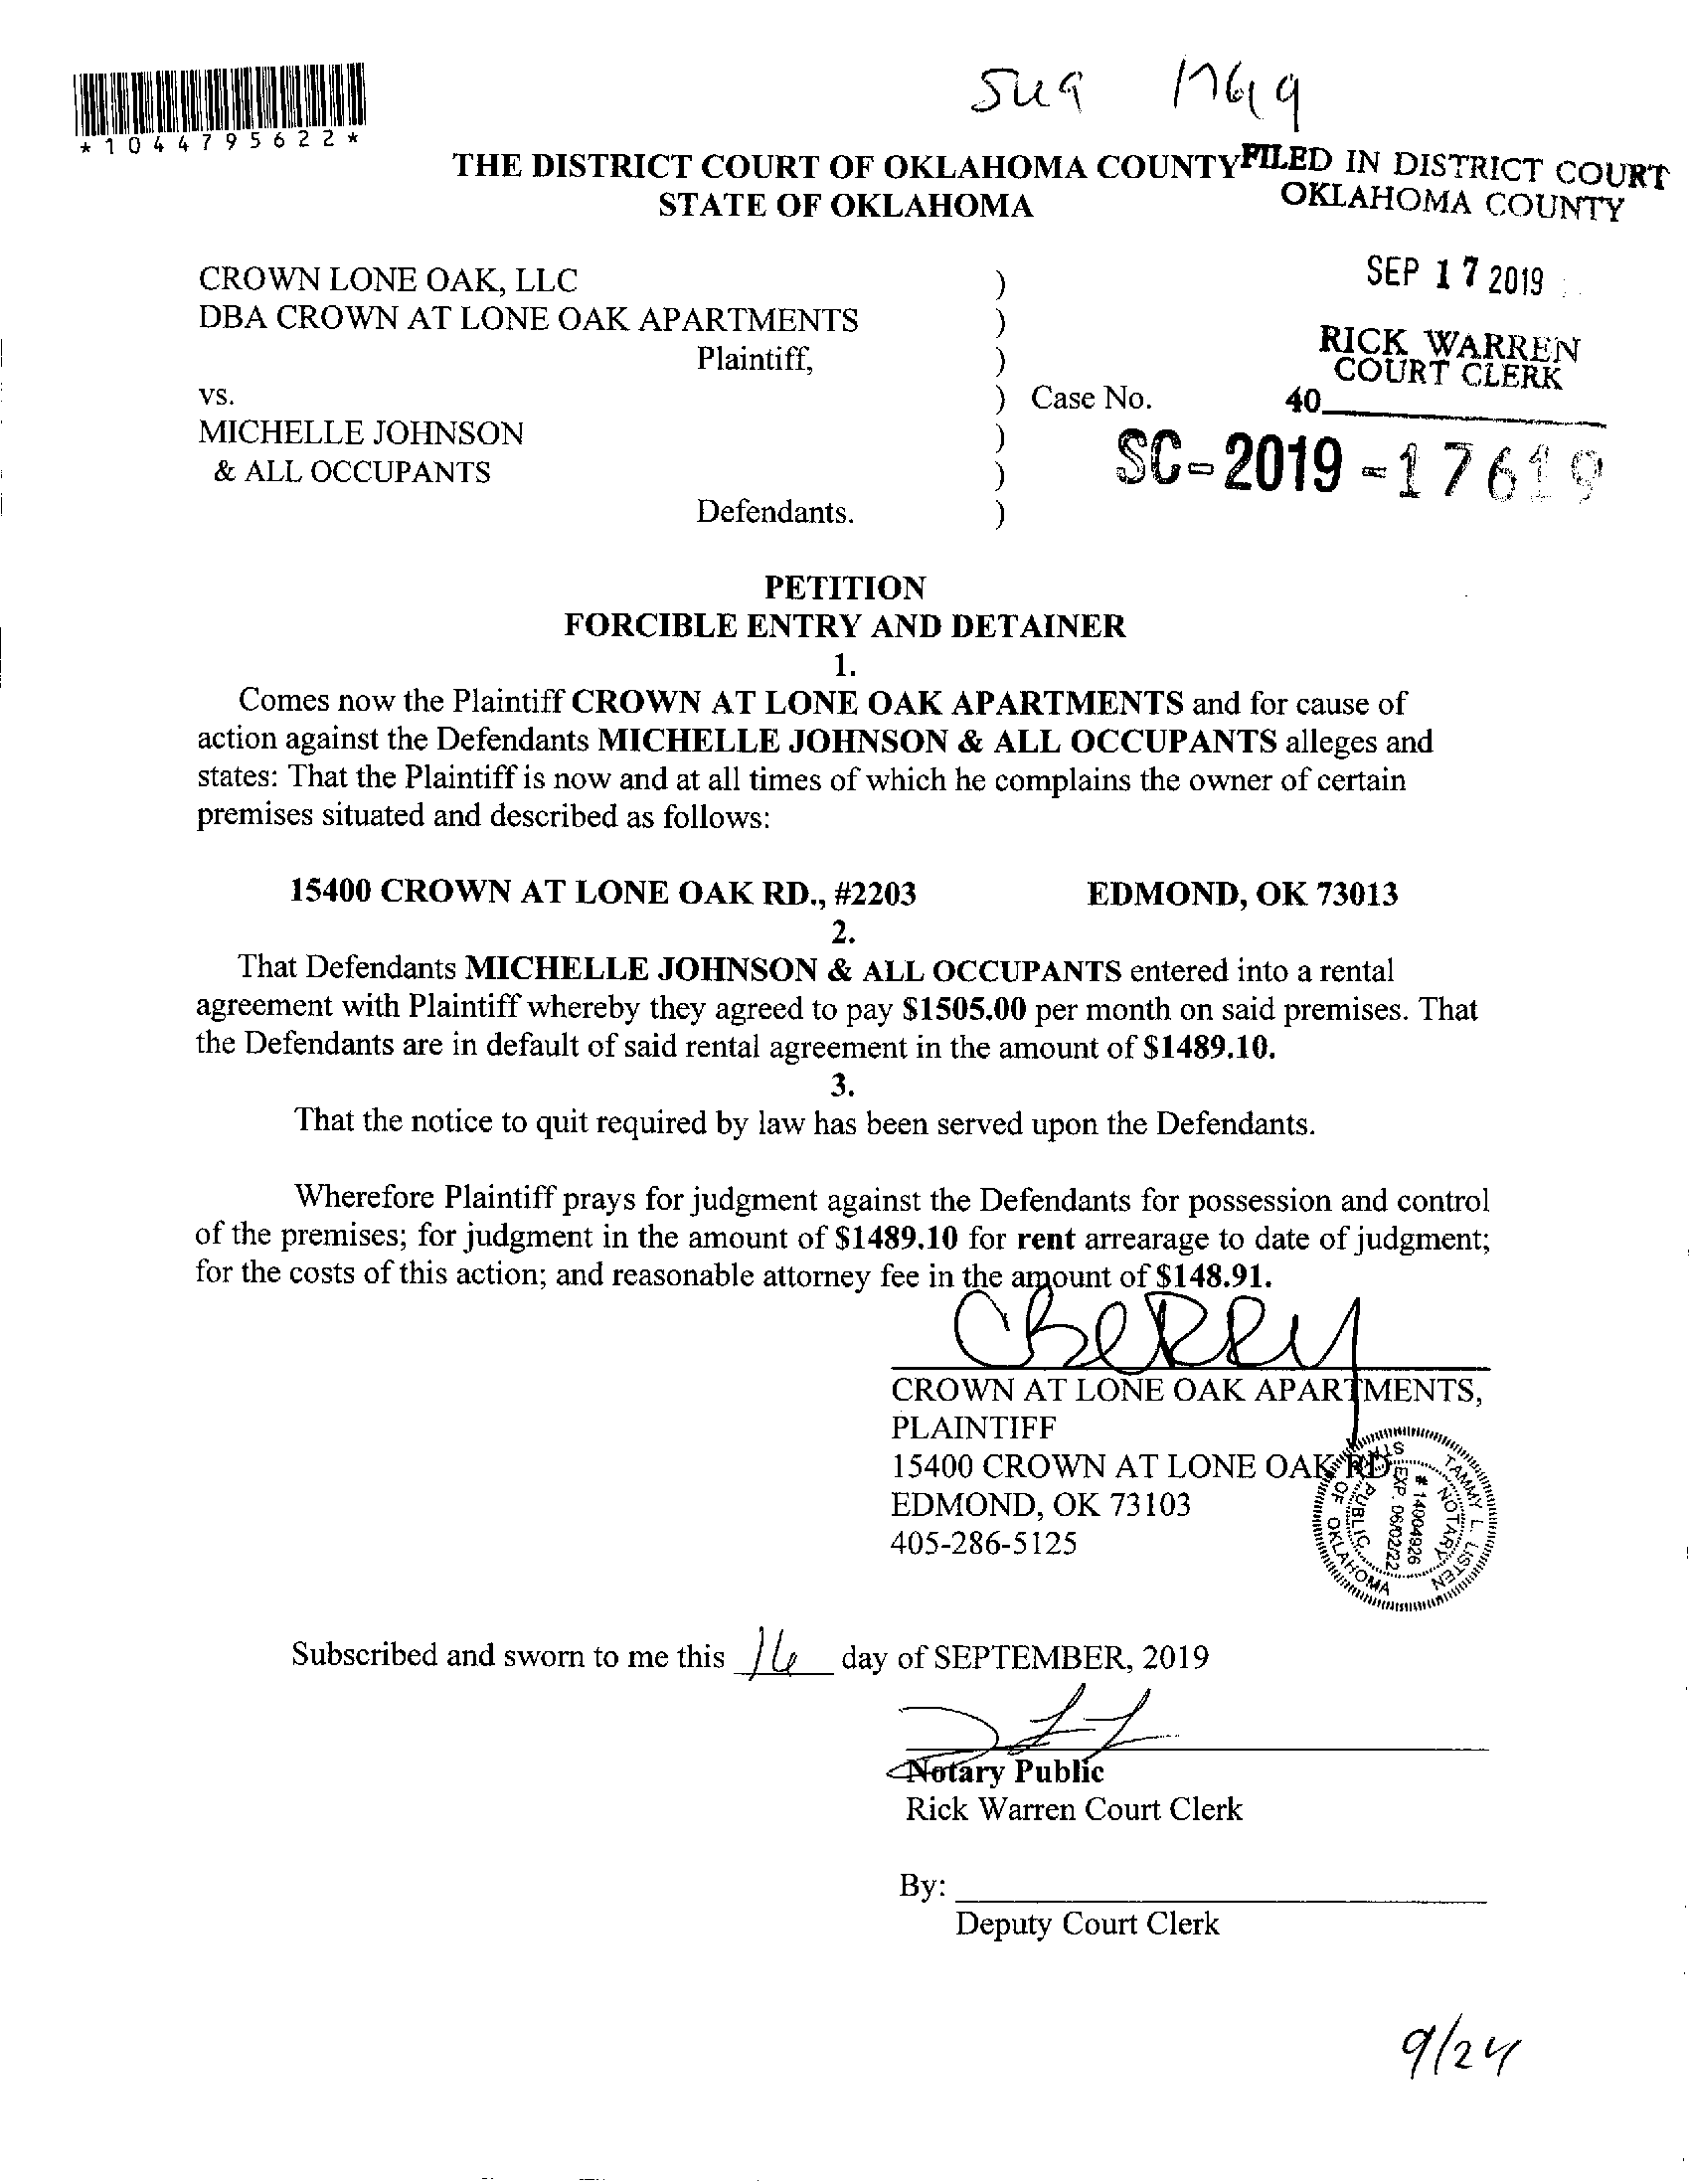 *1044795622*
THE DISTRICT COURT OF OKLAHOMA COUNTY
STATE OF OKLAHOMA
FILED IN DISTRICT COURT
OKLAHOMA COUNTY
SEP 17 2019
RICK WARREN
COURT CLERK
40
CROWN LONE OAK, LLC )
DBA CROWN AT LONE OAK APARTMENTS )
Plaintiff, )
vs. ) Case No.
MICHELLE JOHNSON )
& ALL OCCUPANTS )
Defendants. )
SC-2019-17619
PETITION
FORCIBLE ENTRY AND DETAINER
1.
Comes now the Plaintiff CROWN AT LONE OAK APARTMENTS and for cause of
action against the Defendants MICHELLE JOHNSON & ALL OCCUPANTS alleges and
states: That the Plaintiff is now and at all times of which he complains the owner of certain
premises situated and described as follows:
15400 CROWN AT LONE OAK RD., #2203 EDMOND, OK 73013
2.
That Defendants MICHELLE JOHNSON & ALL OCCUPANTS entered into a rental
agreement with Plaintiff whereby they agreed to pay $1505.00 per month on said premises. That
the Defendants are in default of said rental agreement in the amount of $1489.10.
3.
That the notice to quit required by law has been served upon the Defendants.
Wherefore Plaintiff prays for judgment against the Defendants for possession and control
of the premises; for judgment in the amount of $1489.10 for rent arrearage to date of judgment;
for the costs of this action; and reasonable attorney fee in the amount of $148.91.
CBERRY
CROWN AT LONE OAK APARTMENTS,
PLAINTIFF
15400 CROWN AT LONE OAK RD
EDMOND, OK 73103
405-286-5125
TAMMY L. LISTEN
NOTARY
# 14004926
EXP. 06/02/22
PUBLIC
STATE OF OKLAHOMA
Subscribed and sworn to me this 16 day of SEPTEMBER, 2019
Notary Public
Rick Warren Court Clerk
By:
Deputy Court Clerk
9/24